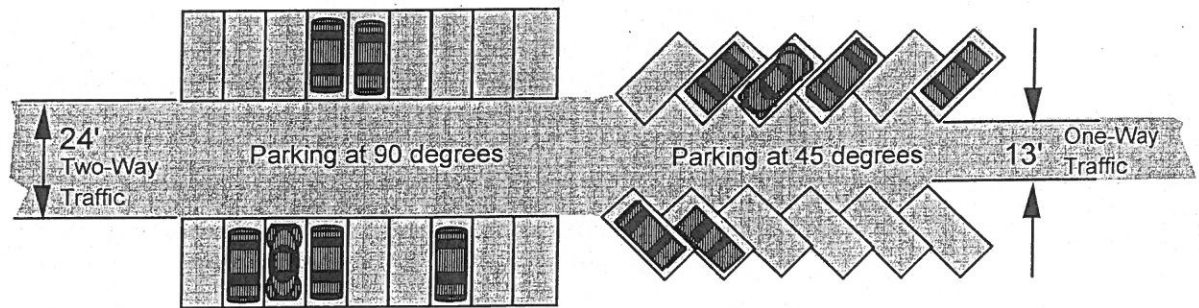 24'
Two-Way
Traffic
Parking at 90 degrees
Parking at 45 degrees
13'
One-Way
Traffic